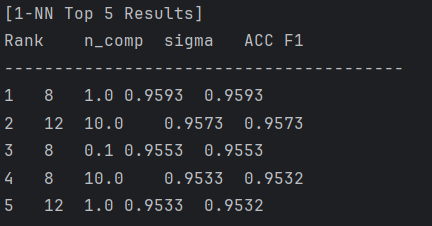 [1-NN Top 5 Results]
Rank n_comp sigma ACC F1
----------------------------------------
1 8 1.0 0.9593 0.9593
2 12 10.0 0.9573 0.9573
3 8 0.1 0.9553 0.9553
4 8 10.0 0.9533 0.9532
5 12 1.0 0.9533 0.9532